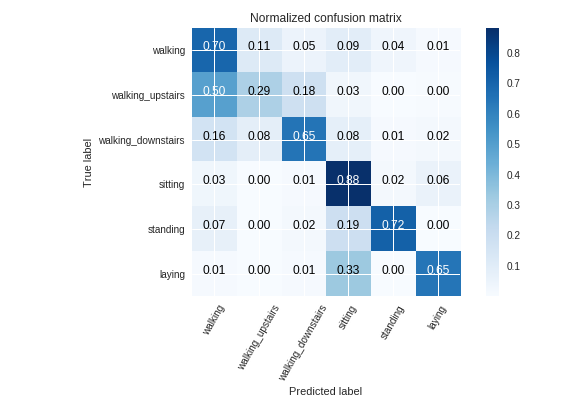 Normalized confusion matrix
walking 0.70 0.11 0.05 0.09 0.04 0.01
walking_upstairs 0.50 0.29 0.18 0.03 0.00 0.00
walking_downstairs 0.16 0.08 0.65 0.08 0.01 0.02
sitting 0.03 0.00 0.01 0.88 0.02 0.06
standing 0.07 0.00 0.02 0.19 0.72 0.00
laying 0.01 0.00 0.01 0.33 0.00 0.65
True label
walking
walking_upstairs
walking_downstairs
sitting
standing
laying
Predicted label
0.8
0.7
0.6
0.5
0.4
0.3
0.2
0.1